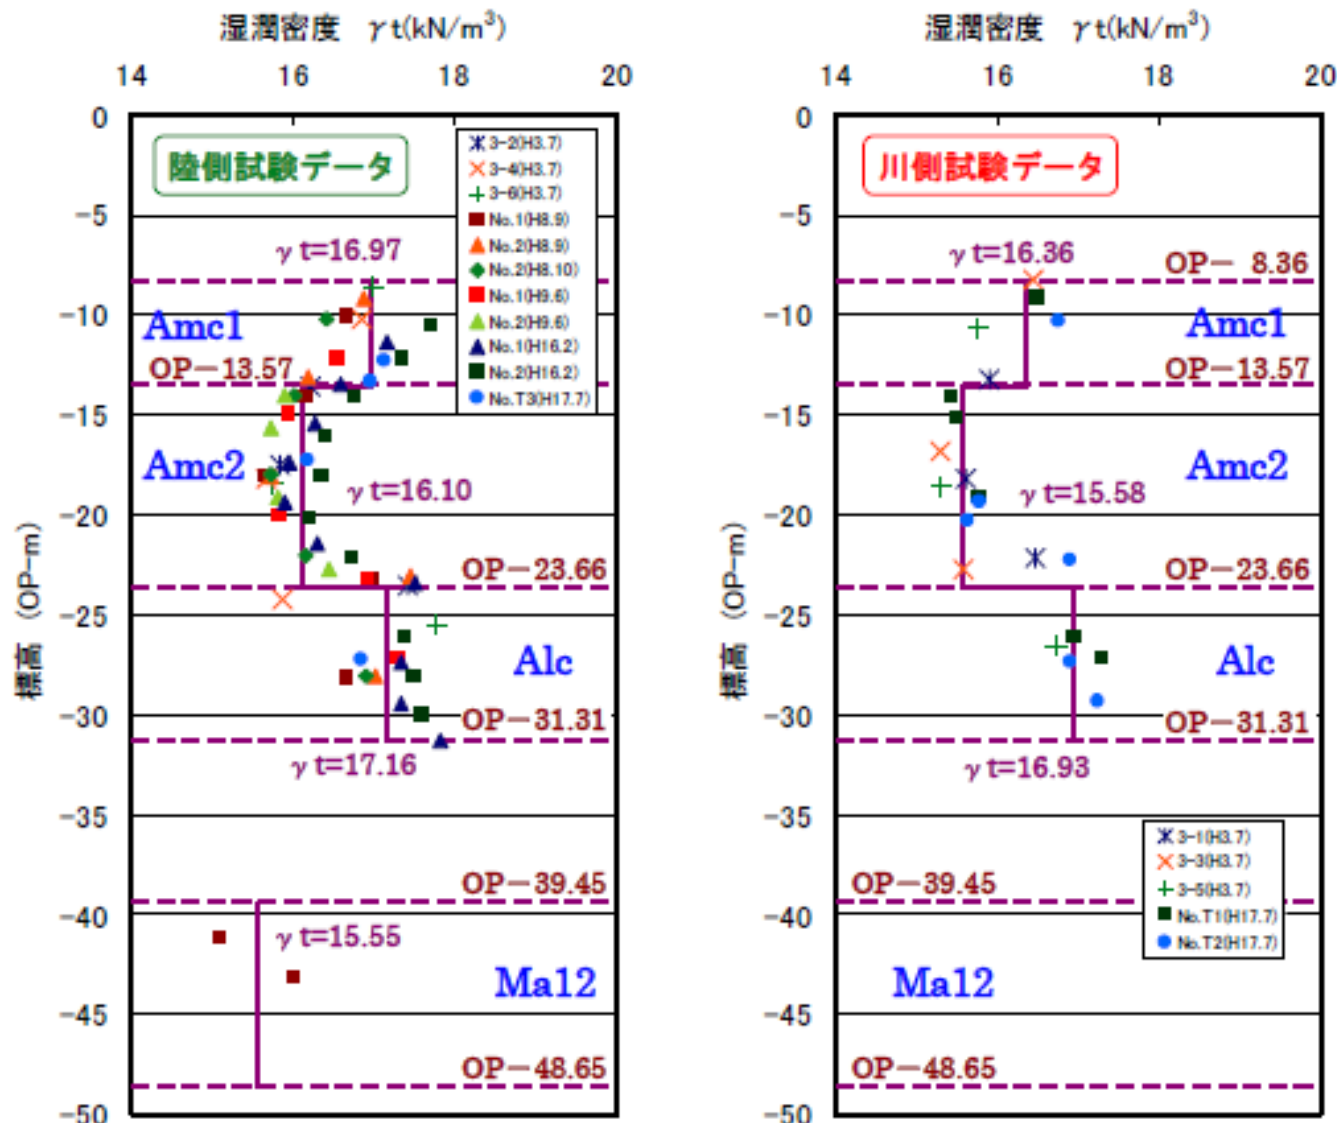 湿潤密度 γt(kN/m³)
14 16 18 20
0
-5
-10
-15
-20
-25
-30
-35
-40
-45
-50
標高 (OP-m)
陸側試験データ
3-2(H3.7)
3-4(H3.7)
3-6(H3.7)
No.1(H8.9)
No.2(H8.9)
No.2(H8.10)
No.1(H9.6)
No.2(H9.6)
No.1(H16.2)
No.2(H16.2)
No.T3(H17.7)
γt=16.97
Amc1
OP-13.57
Amc2
γt=16.10
OP-23.66
Alc
OP-31.31
γt=17.16
OP-39.45
γt=15.55
Ma12
OP-48.65
湿潤密度 γt(kN/m³)
14 16 18 20
0
-5
-10
-15
-20
-25
-30
-35
-40
-45
-50
標高 (OP-m)
川側試験データ
γt=16.36
OP- 8.36
Amc1
OP-13.57
Amc2
γt=15.58
OP-23.66
Alc
OP-31.31
γt=16.93
3-1(H3.7)
3-3(H3.7)
3-5(H3.7)
No.T1(H17.7)
No.T2(H17.7)
OP-39.45
Ma12
OP-48.65